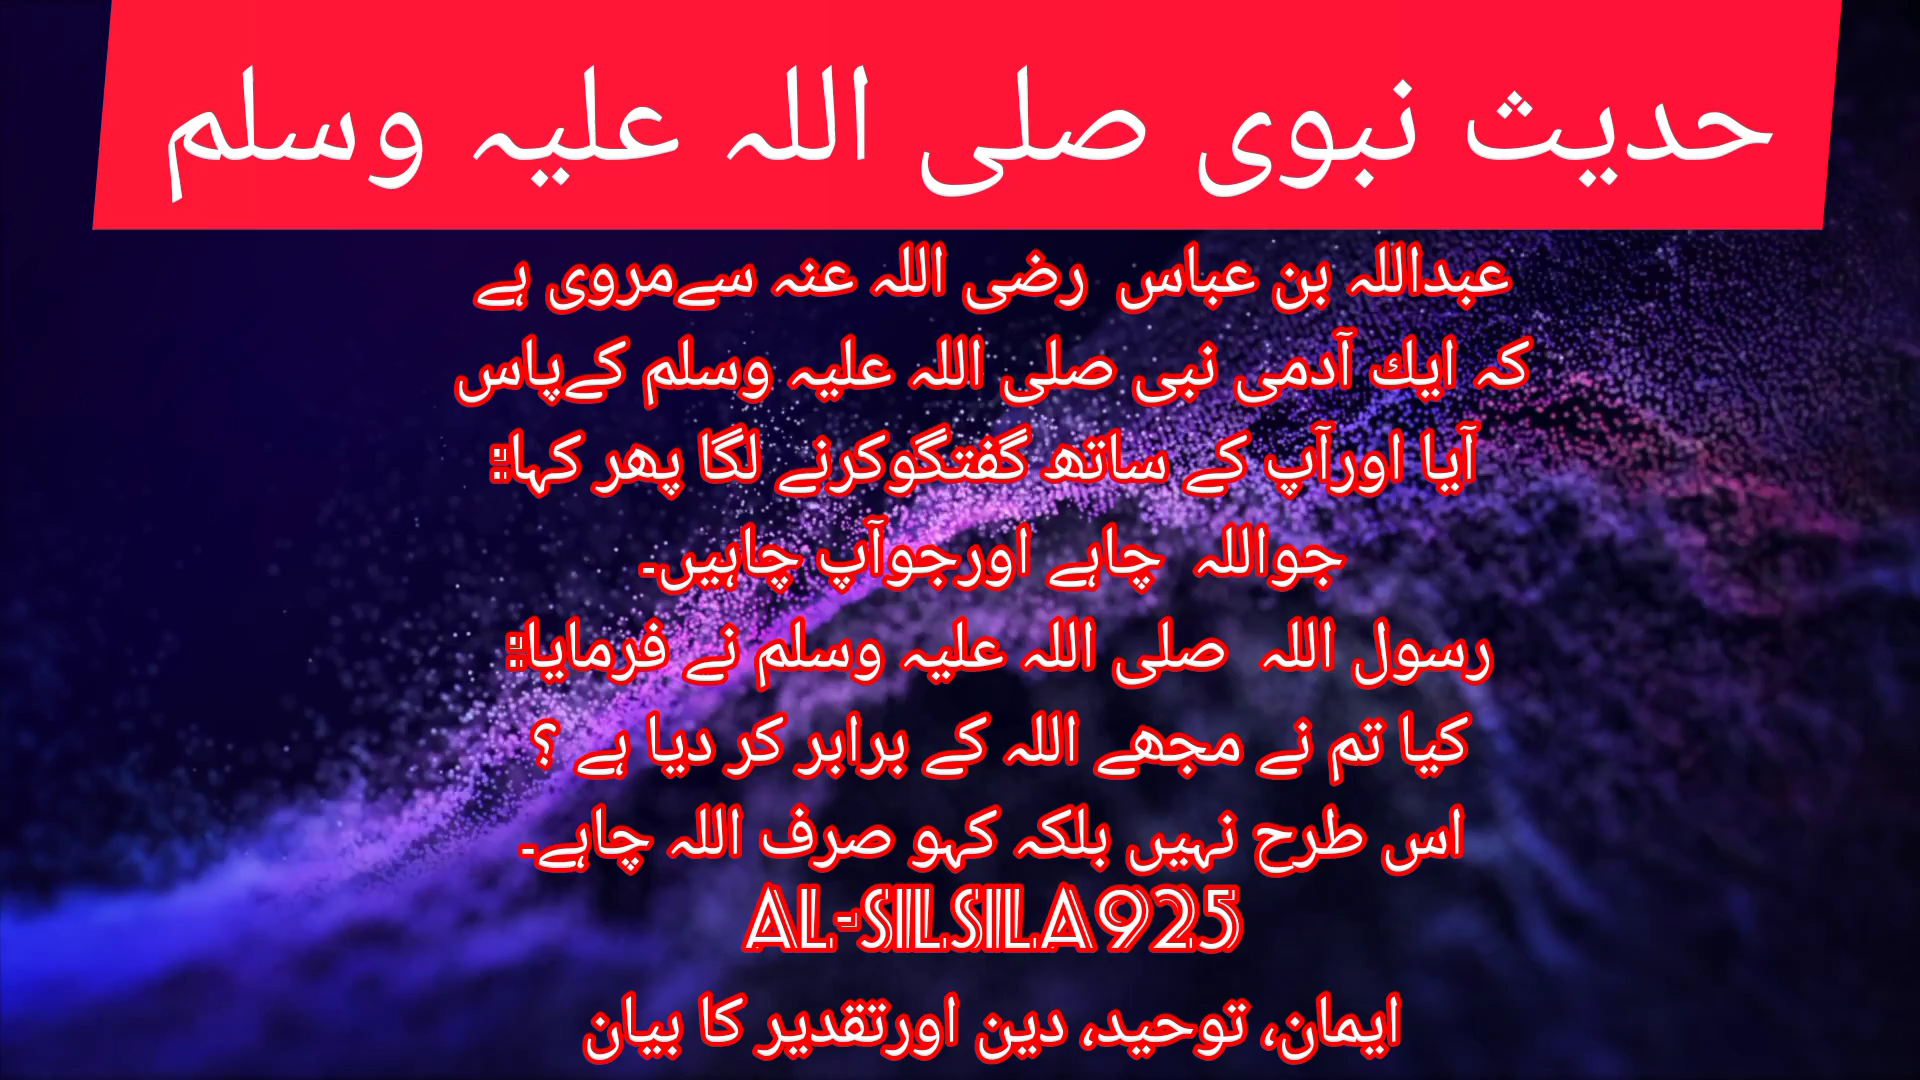 حدیث نبوی صلی اللہ علیہ وسلم
عبداللہ بن عباس رضی اللہ عنہ سےمروی ہے
کہ ایك آدمی نبی صلی اللہ علیہ وسلم کےپاس
آیا اورآپ کے ساتھ گفتگوکرنے لگا پھر کہا:
جواللہ چاہے اورجوآپ چاہیں۔
رسول اللہ صلی اللہ علیہ وسلم نے فرمایا:
کیا تم نے مجھے اللہ کے برابر کر دیا ہے ؟
اس طرح نہیں بلکہ کہو صرف اللہ چاہے۔
AL-SILSILA925
ایمان، توحید، دین اورتقدیر کا بیان